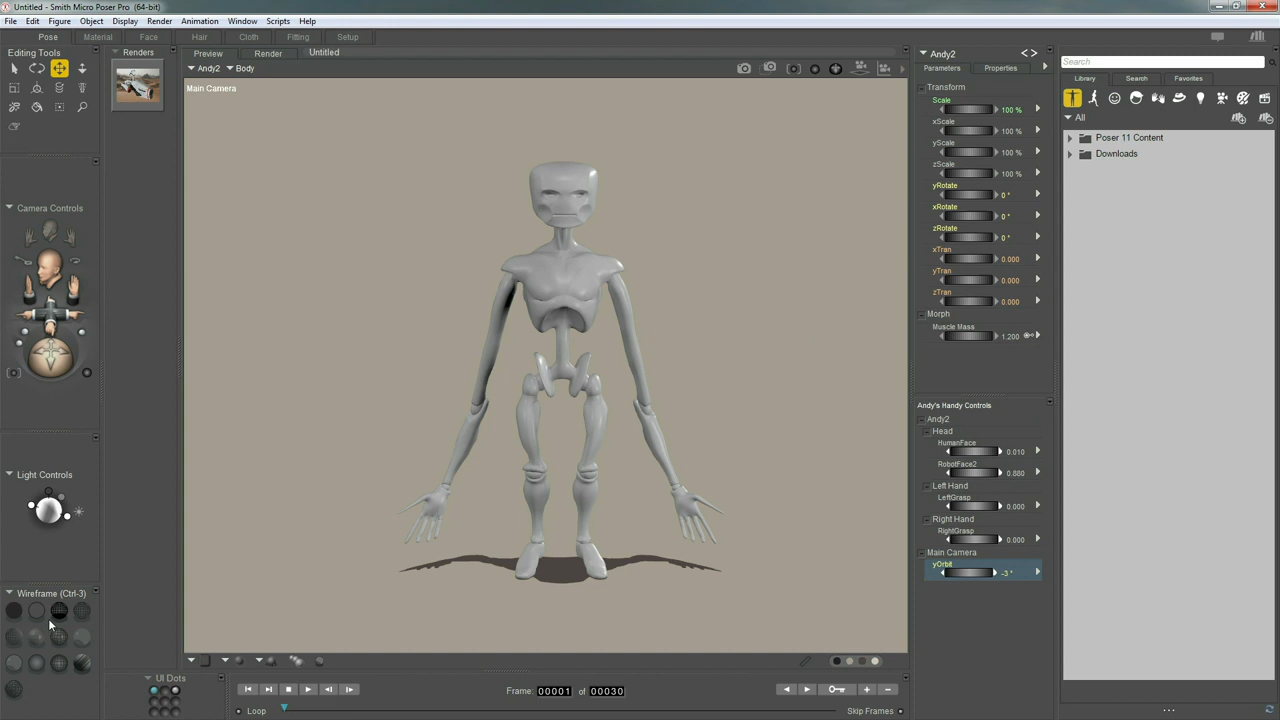 Untitled - Smith Micro Poser Pro (64-bit)
File Edit Figure Object Display Render Animation Window Scripts Help
Pose Material Face Hair Cloth Fitting Setup
Editing Tools
Renders
Preview Render Untitled
Andy2 Body
Main Camera
Camera Controls
Light Controls
Wireframe (Ctrl-3)
UI Dots
Frame: 00001 of 00030
Loop
Skip Frames
Andy2
Parameters Properties
Transform
Scale
100 %
xScale
100 %
yScale
100 %
zScale
100 %
yRotate
0 °
xRotate
0 °
zRotate
0 °
xTran
0.000
yTran
0.000
zTran
0.000
Morph
Muscle Mass
1.200
Andy's Handy Controls
Andy2
Head
HumanFace
0.010
RobotFace2
0.880
Left Hand
LeftGrasp
0.000
Right Hand
RightGrasp
0.000
Main Camera
yOrbit
-3 °
Search
Library Search Favorites
All
Poser 11 Content
Downloads